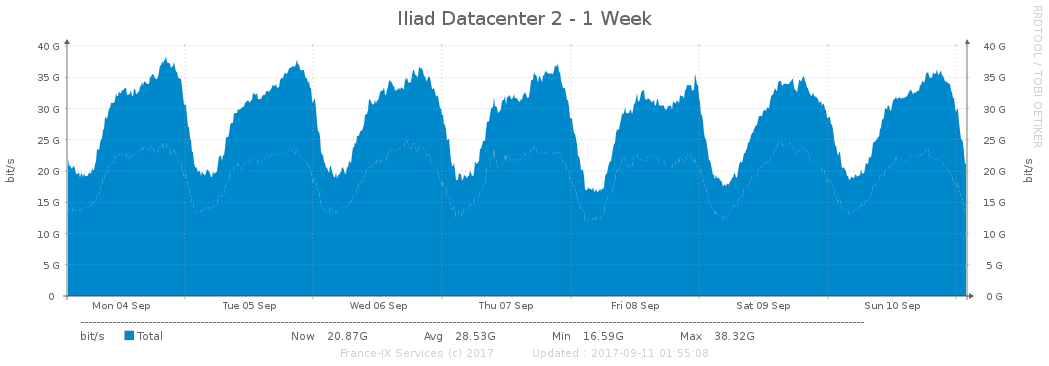 Iliad Datacenter 2 - 1 Week
RRDTOOL / TOBI OETIKER
40 G 40 G
35 G 35 G
30 G 30 G
25 G 25 G
20 G 20 G
15 G 15 G
10 G 10 G
5 G 5 G
0 0 G
bit/s bit/s
Mon 04 Sep Tue 05 Sep Wed 06 Sep Thu 07 Sep Fri 08 Sep Sat 09 Sep Sun 10 Sep
bit/s Total Now 20.87G Avg 28.53G Min 16.59G Max 38.32G
France-IX Services (c) 2017 Updated : 2017-09-11 01:55:08